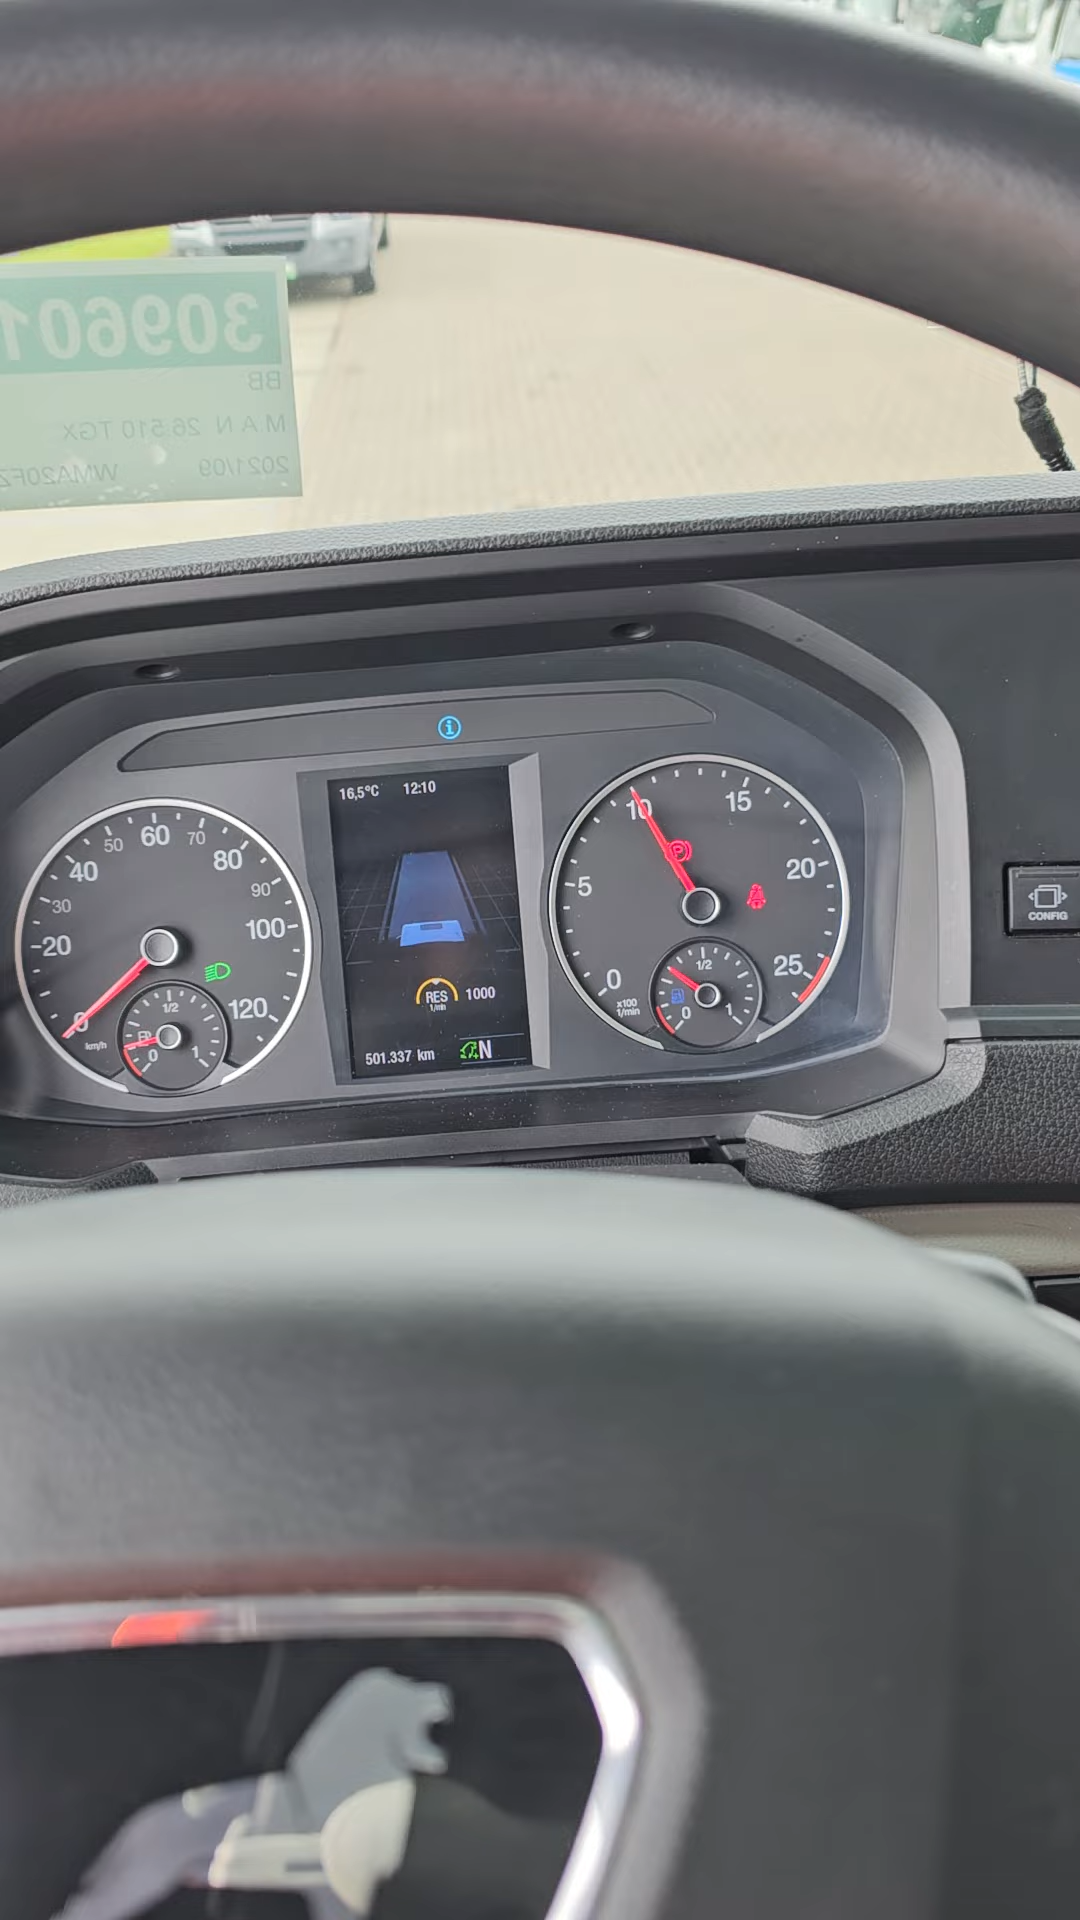 309601
BB
M.A.N 26.510 TGX
2021/09 WMA20FZ
16,5°C 12:10
0 20 30 40 50 60 70 80 90 100 120
km/h
0 1/2 1
RES 1/min 1000
501.337 km N
0 5 10 15 20 25
x100 1/min
P
0 1/2 1
CONFIG